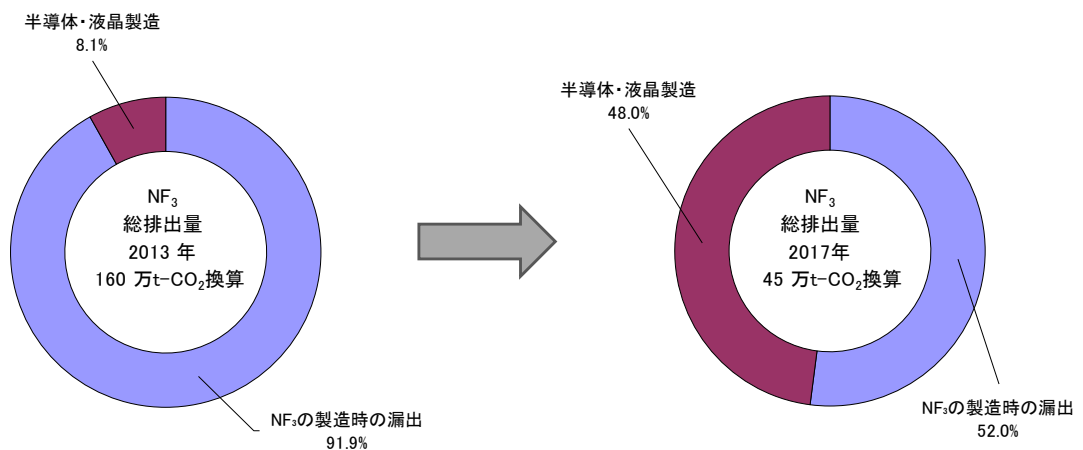 半導体・液晶製造
8.1%
NF₃
総排出量
2013 年
160 万t-CO₂換算
NF₃の製造時の漏出
91.9%
半導体・液晶製造
48.0%
NF₃
総排出量
2017年
45 万t-CO₂換算
NF₃の製造時の漏出
52.0%